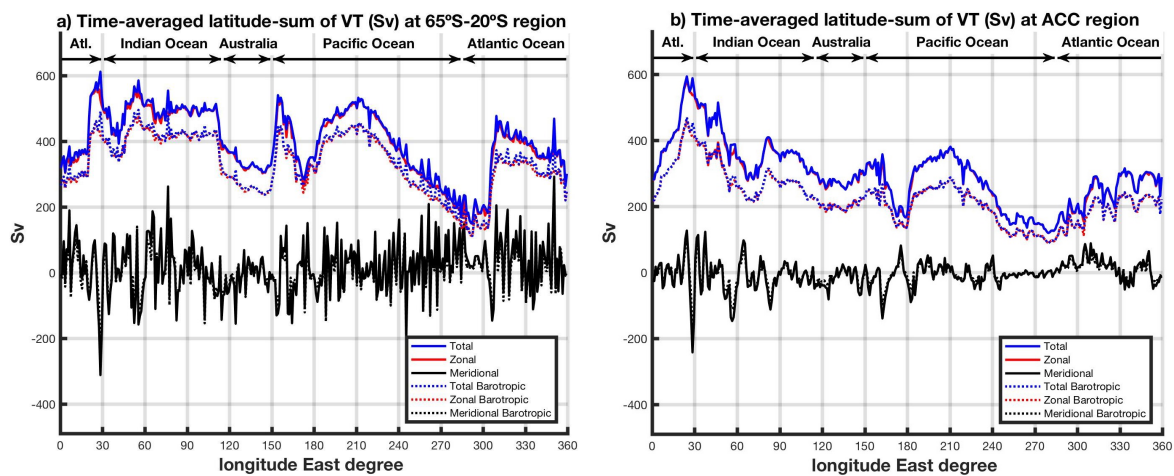 a) Time-averaged latitude-sum of VT (Sv) at 65ºS-20ºS region
Atl. Indian Ocean Australia Pacific Ocean Atlantic Ocean
600
400
200
0
-200
-400
Sv
Total
Zonal
Meridional
Total Barotropic
Zonal Barotropic
Meridional Barotropic
0 30 60 90 120 150 180 210 240 270 300 330 360
longitude East degree
b) Time-averaged latitude-sum of VT (Sv) at ACC region
Atl. Indian Ocean Australia Pacific Ocean Atlantic Ocean
600
400
200
0
-200
-400
Sv
Total
Zonal
Meridional
Total Barotropic
Zonal Barotropic
Meridional Barotropic
0 30 60 90 120 150 180 210 240 270 300 330 360
longitude East degree